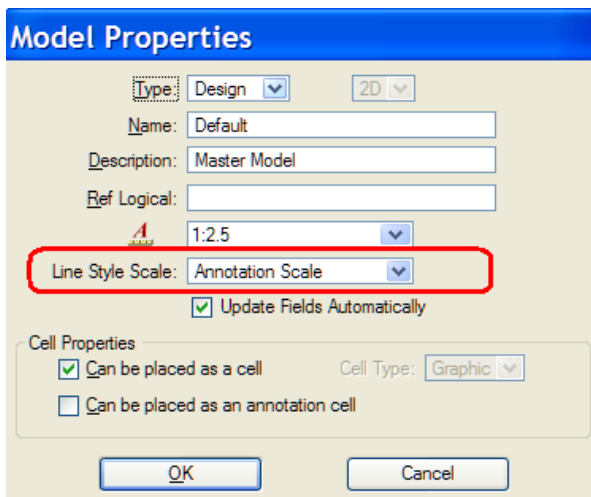 Model Properties
Type: Design 2D
Name: Default
Description: Master Model
Ref Logical:
A 1:2.5
Line Style Scale: Annotation Scale
Update Fields Automatically
Cell Properties
Can be placed as a cell Cell Type: Graphic
Can be placed as an annotation cell
OK Cancel